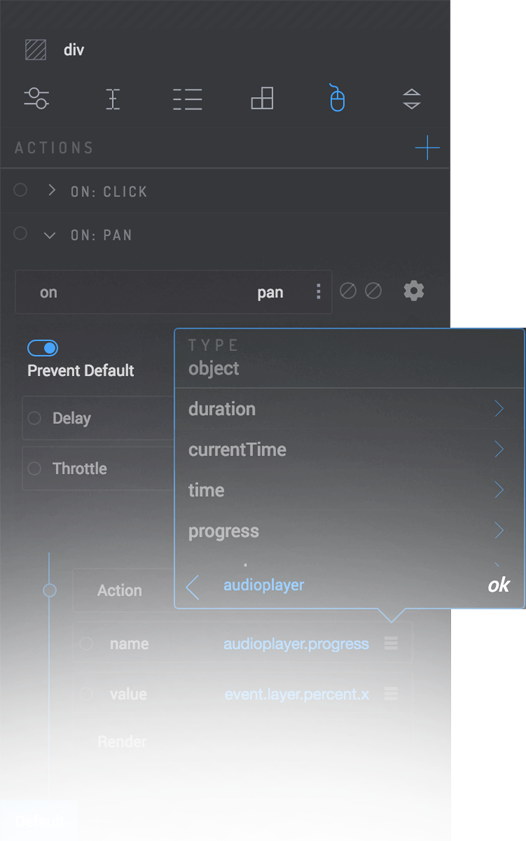 div
ACTIONS
ON: CLICK
ON: PAN
on pan
Prevent Default
TYPE
object
Delay
duration
Throttle
currentTime
time
progress
audioplayer ok
Action
name audioplayer.progress
value event.layer.percent.x
Render